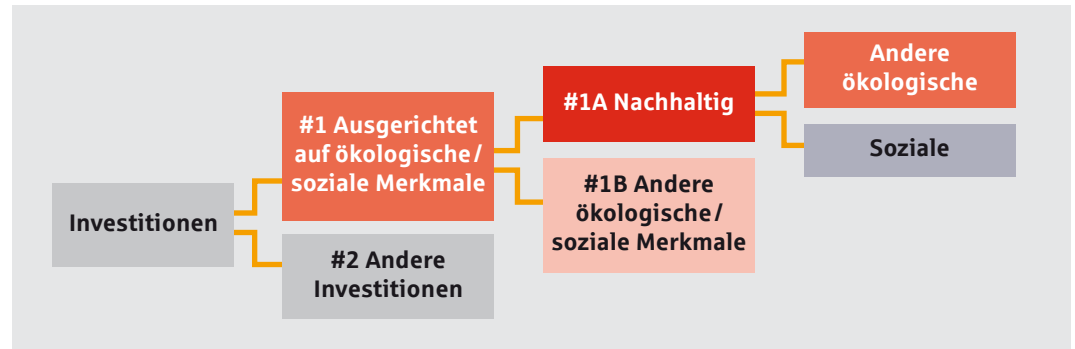 Investitionen
#1 Ausgerichtet
auf ökologische/
soziale Merkmale
#2 Andere
Investitionen
#1A Nachhaltig
#1B Andere
ökologische/
soziale Merkmale
Andere
ökologische
Soziale